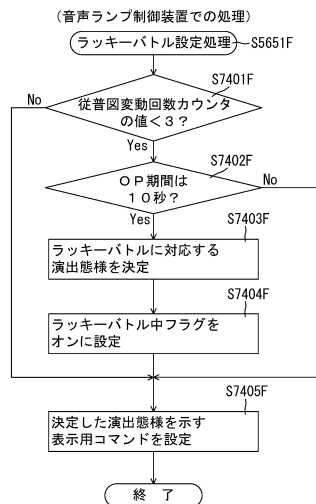 （音声ランプ制御装置での処理）
ラッキーバトル設定処理
S5651F
S7401F
従普図変動回数カウンタ
の値＜３？
No
Yes
S7402F
ＯＰ期間は
１０秒？
No
Yes
S7403F
ラッキーバトルに対応する
演出態様を決定
S7404F
ラッキーバトル中フラグを
オンに設定
S7405F
決定した演出態様を示す
表示用コマンドを設定
終　了